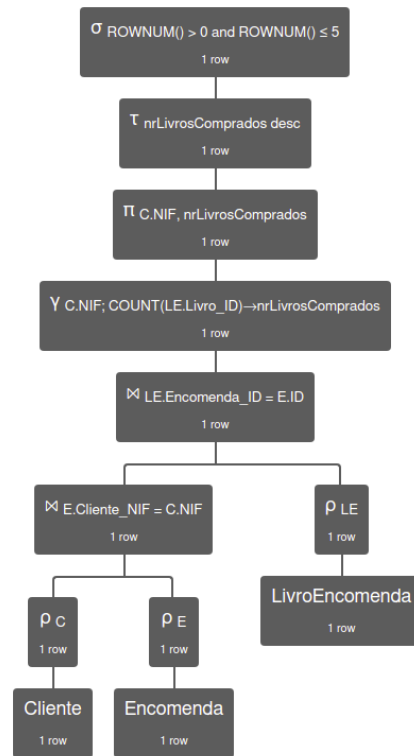 σ ROWNUM() > 0 and ROWNUM() ≤ 5
1 row
τ nrLivrosComprados desc
1 row
π C.NIF, nrLivrosComprados
1 row
γ C.NIF; COUNT(LE.Livro_ID)→nrLivrosComprados
1 row
⋈ LE.Encomenda_ID = E.ID
1 row
⋈ E.Cliente_NIF = C.NIF
1 row
ρ LE
1 row
LivroEncomenda
1 row
ρ C
1 row
ρ E
1 row
Cliente
1 row
Encomenda
1 row